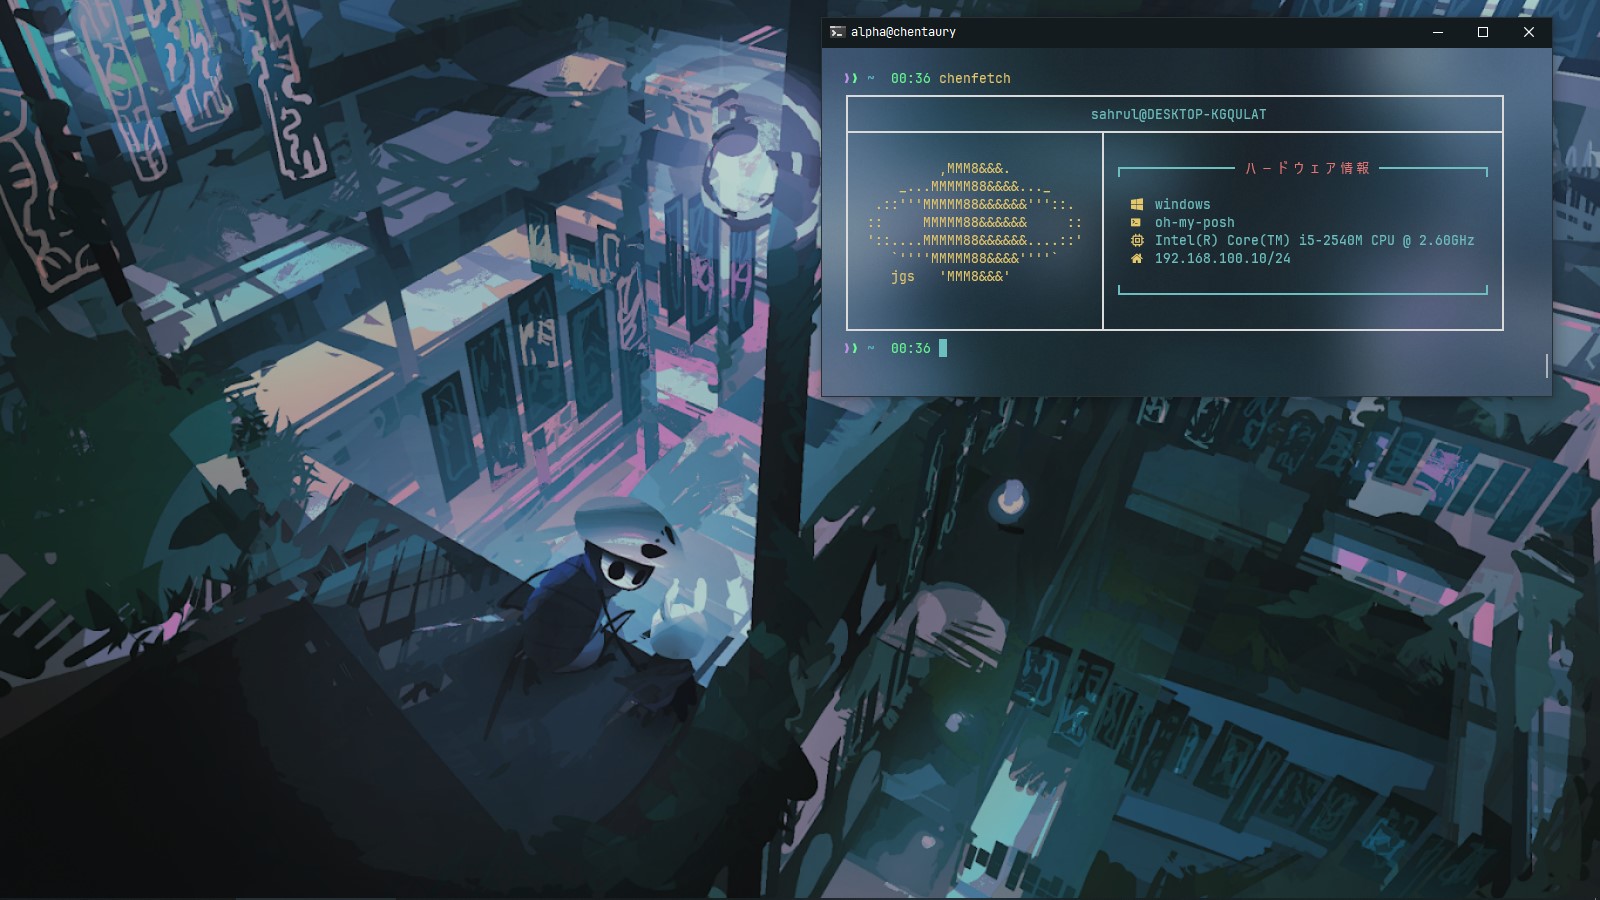 alpha@chentaury
❫❫ ~ 00:36 chenfetch
sahrul@DESKTOP-KGQULAT
,MMM8&&&.
_...MMMMM88&&&&..._
.::'''MMMMM88&&&&&&'''::.
::     MMMMM88&&&&&&     ::
'::....MMMMM88&&&&&&....::'
`''''MMMMM88&&&&''''`
jgs   'MMM8&&&'
ハードウェア情報
windows
oh-my-posh
Intel(R) Core(TM) i5-2540M CPU @ 2.60GHz
192.168.100.10/24
❫❫ ~ 00:36